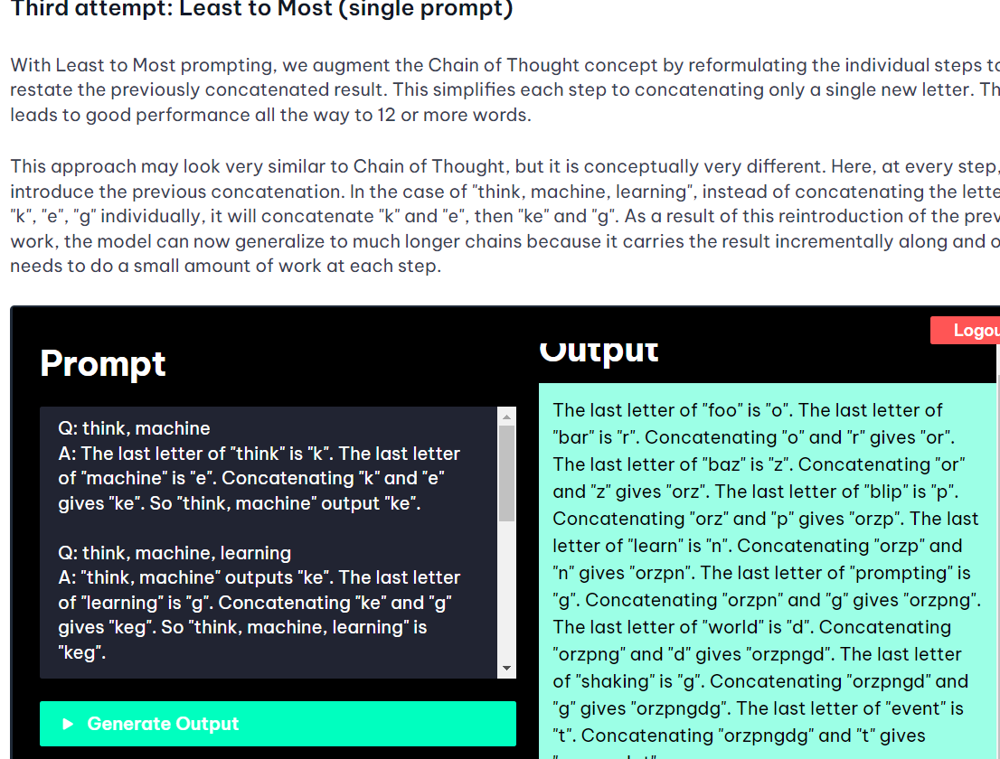 Third attempt: Least to Most (single prompt)
With Least to Most prompting, we augment the Chain of Thought concept by reformulating the individual steps to
restate the previously concatenated result. This simplifies each step to concatenating only a single new letter.
leads to good performance all the way to 12 or more words.
This approach may look very similar to Chain of Thought, but it is conceptually very different. Here, at every step,
introduce the previous concatenation. In the case of "think, machine, learning", instead of concatenating the
"k", "e", "g" individually, it will concatenate "k" and "e", then "ke" and "g". As a result of this reintroduction of the
work, the model can now generalize to much longer chains because it carries the result incrementally along and
needs to do a small amount of work at each step.
Logou
Prompt
Q: think, machine
A: The last letter of "think" is "k". The last letter
of "machine" is "e". Concatenating "k" and "e"
gives "ke". So "think, machine" output "ke".
Q: think, machine, learning
A: "think, machine" outputs "ke". The last letter
of "learning" is "g". Concatenating "ke" and "g"
gives "keg". So "think, machine, learning" is
"keg".
Generate Output
Output
The last letter of "foo" is "o". The last letter of
"bar" is "r". Concatenating "o" and "r" gives "or".
The last letter of "baz" is "z". Concatenating "or"
and "z" gives "orz". The last letter of "blip" is "p".
Concatenating "orz" and "p" gives "orzp". The last
letter of "learn" is "n". Concatenating "orzp" and
"n" gives "orzpn". The last letter of "prompting" is
"g". Concatenating "orzpn" and "g" gives "orzpng".
The last letter of "world" is "d". Concatenating
"orzpng" and "d" gives "orzpngd". The last letter
of "shaking" is "g". Concatenating "orzpngd" and
"g" gives "orzpngdg". The last letter of "event" is
"t". Concatenating "orzpngdg" and "t" gives